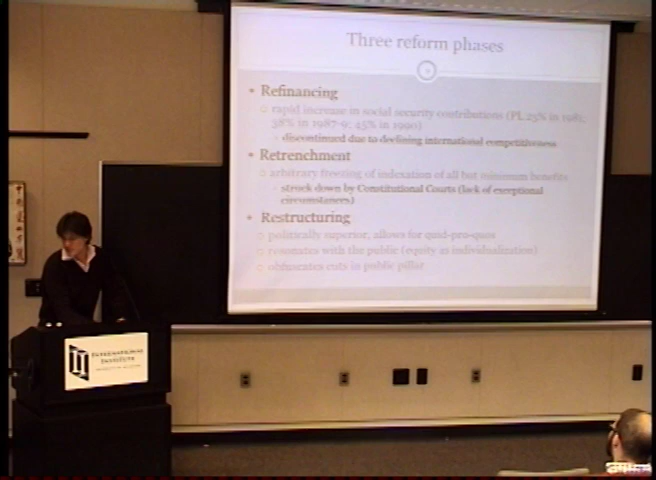 Three reform phases
Refinancing
rapid increase in social security contributions (PL 25% in 1981;
38% in 1987-9; 45% in 1990)
discontinued due to declining international competitiveness
Retrenchment
arbitrary freezing of indexation of all but minimum benefits
struck down by Constitutional Courts (lack of exceptional
circumstances)
Restructuring
politically superior, allows for quid-pro-quos
resonates with the public (equity as individualization)
obfuscates cuts in public pillar
INTERNATIONAL
INSTITUTE